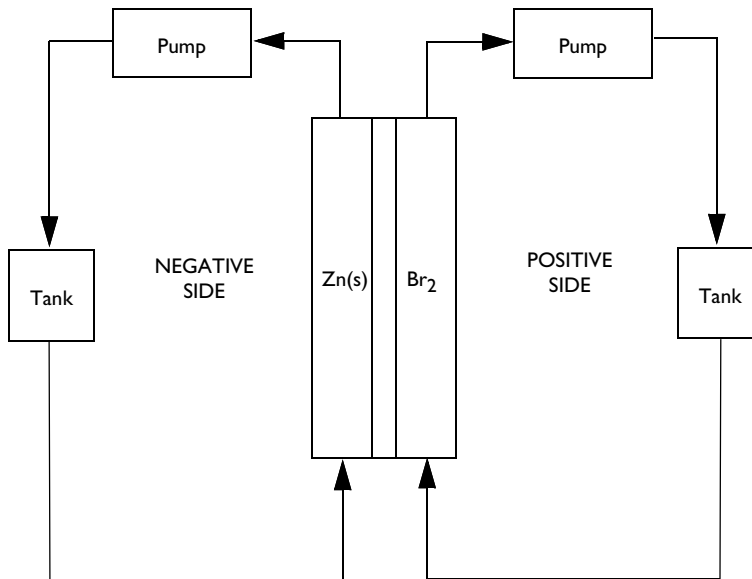 Pump
Pump
NEGATIVE
SIDE
Zn(s)
Br2
POSITIVE
SIDE
Tank
Tank